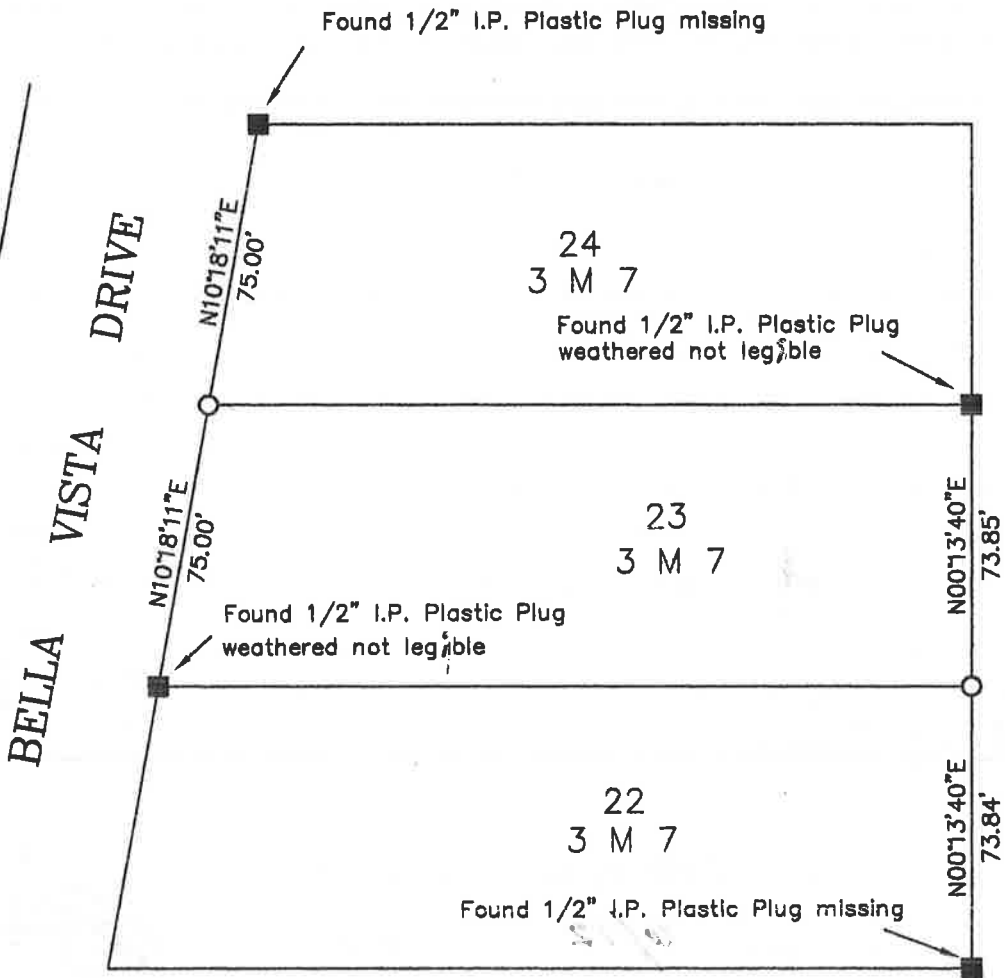 Found 1/2" I.P. Plastic Plug missing
BELLA VISTA DRIVE
N10°18'11"E
75.00'
24
3 M 7
Found 1/2" I.P. Plastic Plug
weathered not legible
N10°18'11"E
75.00'
23
3 M 7
N00°13'40"E
73.85'
Found 1/2" I.P. Plastic Plug
weathered not legible
22
3 M 7
N00°13'40"E
73.84'
Found 1/2" I.P. Plastic Plug missing